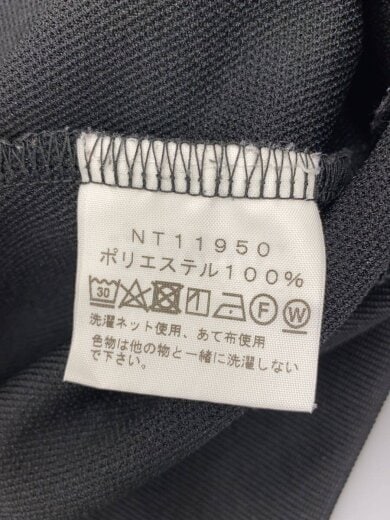 NT11950
ポリエステル100%
30 F W
洗濯ネット使用、あて布使用
色物は他の物と一緒に洗濯しない
で下さい。